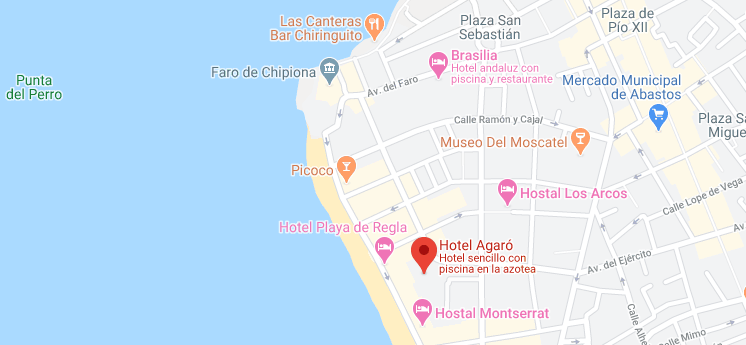 Las Canteras
Bar Chiringuito
Plaza San
Sebastián
Plaza de
Pío XII
Brasilia
Hotel andaluz con
piscina y restaurante
Faro de Chipiona
Punta
del Perro
Av. del Faro
Mercado Municipal
de Abastos
Calle Ramón y Cajal
Plaza Sa
Migue
Museo Del Moscatel
Picoco
Hostal Los Arcos
Calle Lope de Vega
Hotel Playa de Regla
Hotel Agaró
Hotel sencillo con
piscina en la azotea
Av. del Ejército
Hostal Montserrat
Calle Alhe
Calle Mimo